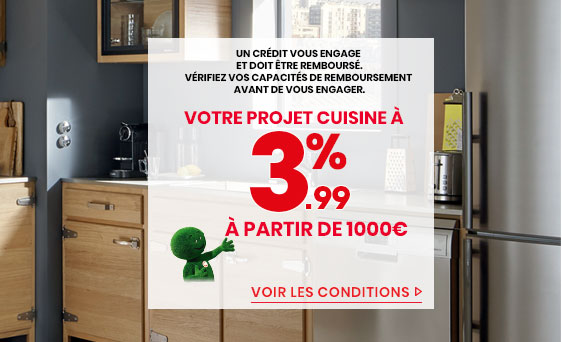 UN CRÉDIT VOUS ENGAGE
ET DOIT ÊTRE REMBOURSÉ.
VÉRIFIEZ VOS CAPACITÉS DE REMBOURSEMENT
AVANT DE VOUS ENGAGER.
VOTRE PROJET CUISINE À
3%.99
À PARTIR DE 1000€
VOIR LES CONDITIONS